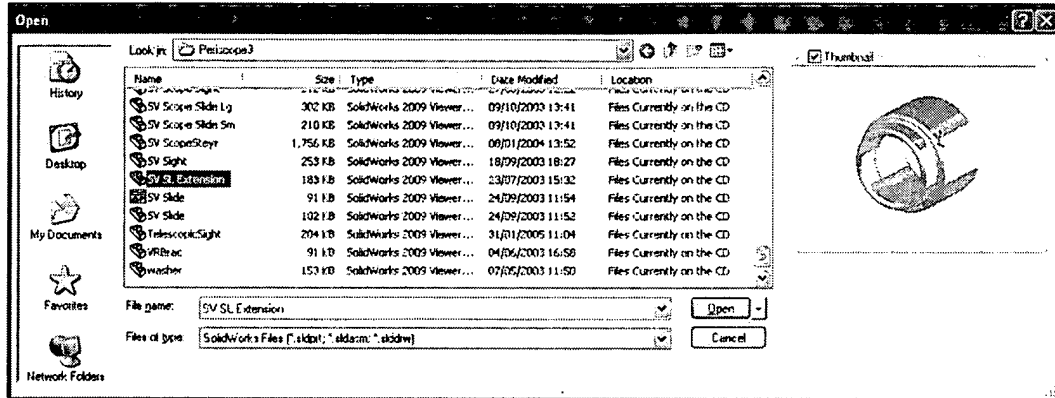 Open
Look in: Periscope3
Thumbnail
Name Size Type Date Modified Location
SV Scope Slide Lg 302 KB SolidWorks 2009 Viewer... 09/10/2003 13:41 Files Currently on the CD
SV Scope Slide Sm 210 KB SolidWorks 2009 Viewer... 09/10/2003 13:41 Files Currently on the CD
SV ScopeSteyr 1,756 KB SolidWorks 2009 Viewer... 08/01/2004 13:52 Files Currently on the CD
SV Sight 253 KB SolidWorks 2009 Viewer... 18/09/2003 18:27 Files Currently on the CD
SV SL Extension 183 KB SolidWorks 2009 Viewer... 23/07/2003 15:32 Files Currently on the CD
SV Slide 91 KB SolidWorks 2009 Viewer... 24/09/2003 11:54 Files Currently on the CD
SV Slide 102 KB SolidWorks 2009 Viewer... 24/09/2003 11:52 Files Currently on the CD
TelescopicSight 204 KB SolidWorks 2009 Viewer... 31/01/2005 11:04 Files Currently on the CD
VRBrac 91 KB SolidWorks 2009 Viewer... 04/06/2003 16:58 Files Currently on the CD
washer 153 KB SolidWorks 2009 Viewer... 07/05/2003 11:50 Files Currently on the CD
History
Desktop
My Documents
Favorites
Network Folders
File name: SV SL Extension
Open
Files of type: SolidWorks Files (*.sldprt; *.sldasm; *.slddrw)
Cancel